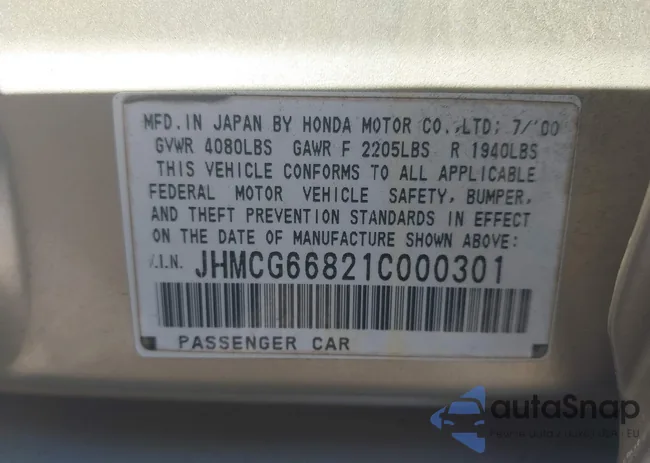 MFD. IN JAPAN BY HONDA MOTOR CO.,LTD; 7/'00
GVWR 4080LBS GAWR F 2205LBS R 1940LBS
THIS VEHICLE CONFORMS TO ALL APPLICABLE
FEDERAL MOTOR VEHICLE SAFETY, BUMPER,
AND THEFT PREVENTION STANDARDS IN EFFECT
ON THE DATE OF MANUFACTURE SHOWN ABOVE:
V.I.N. JHMCG66821C000301
PASSENGER CAR
autaSnap